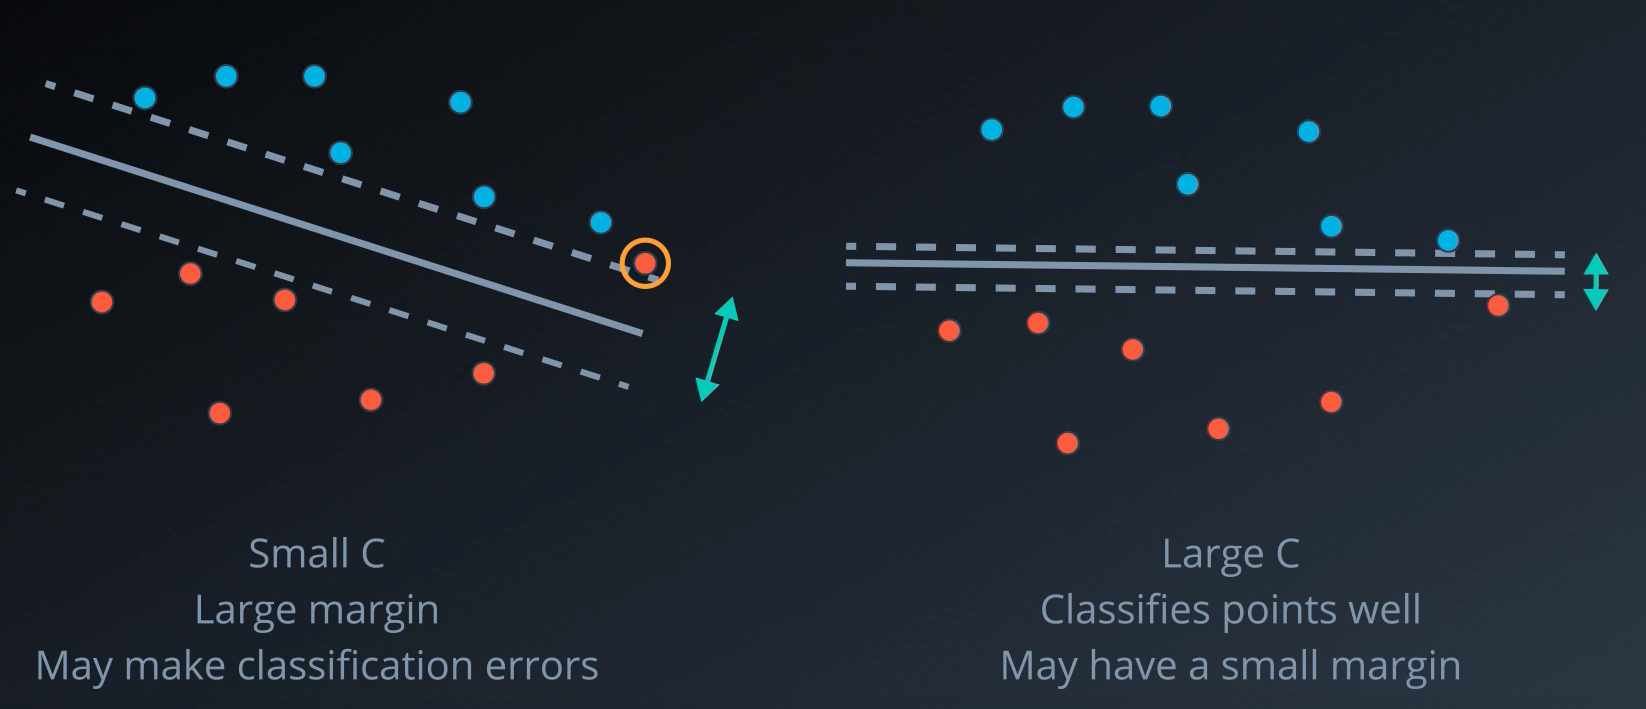 Small C
Large margin
May make classification errors
Large C
Classifies points well
May have a small margin